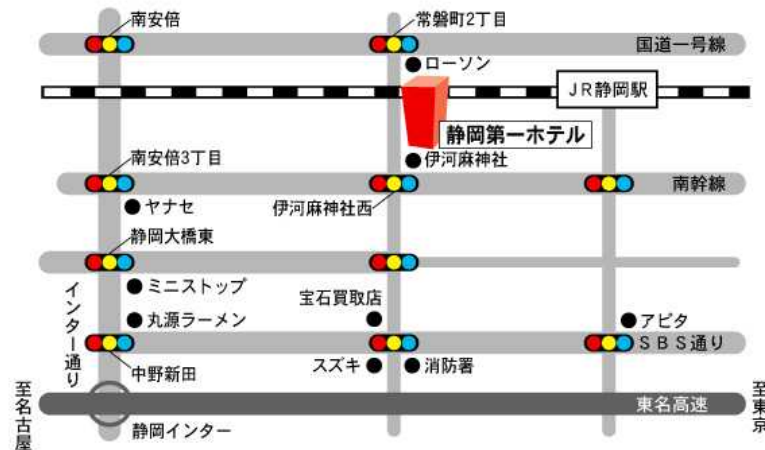 南安倍
常磐町2丁目
国道一号線
ローソン
JR静岡駅
静岡第一ホテル
南安倍3丁目
伊河麻神社
南幹線
ヤナセ
伊河麻神社西
静岡大橋東
ミニストップ
宝石買取店
インター通り
丸源ラーメン
アピタ
SBS通り
中野新田
スズキ
消防署
至名古屋
東名高速
至東京
静岡インター